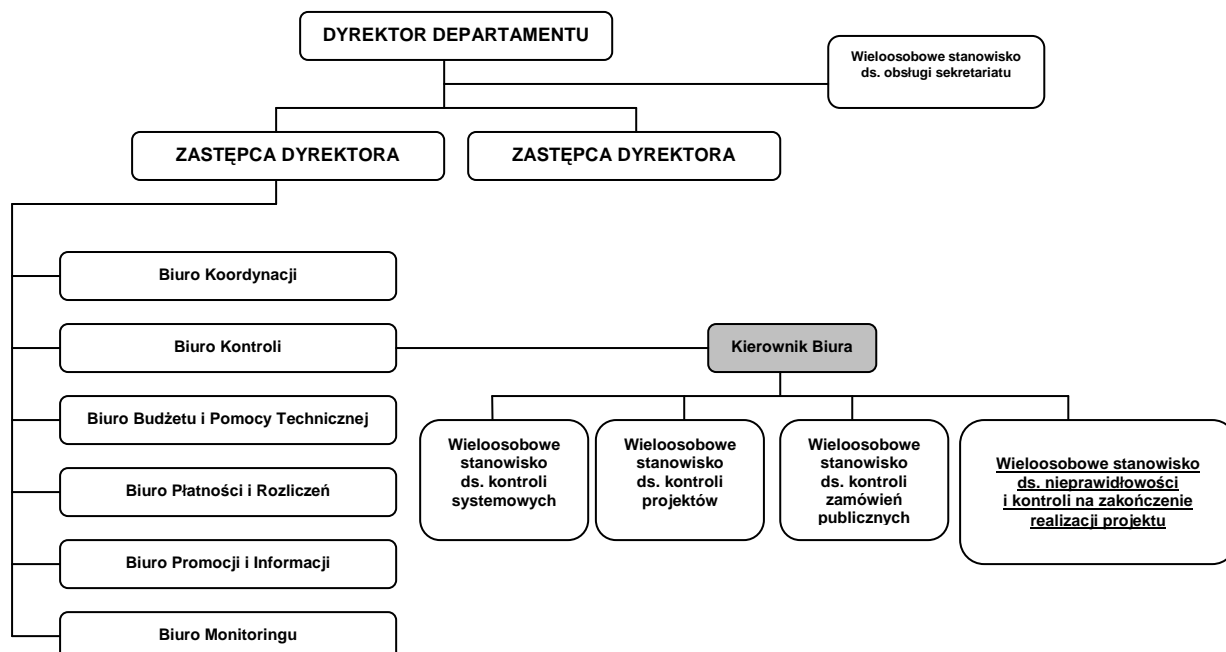 DYREKTOR DEPARTAMENTU
Wieloosobowe stanowisko
ds. obsługi sekretariatu
ZASTĘPCA DYREKTORA
ZASTĘPCA DYREKTORA
Biuro Koordynacji
Biuro Kontroli
Kierownik Biura
Biuro Budżetu i Pomocy Technicznej
Biuro Płatności i Rozliczeń
Biuro Promocji i Informacji
Biuro Monitoringu
Wieloosobowe
stanowisko
ds. kontroli
systemowych
Wieloosobowe
stanowisko
ds. kontroli
projektów
Wieloosobowe
stanowisko
ds. kontroli
zamówień
publicznych
Wieloosobowe stanowisko
ds. nieprawidłowości
i kontroli na zakończenie
realizacji projektu